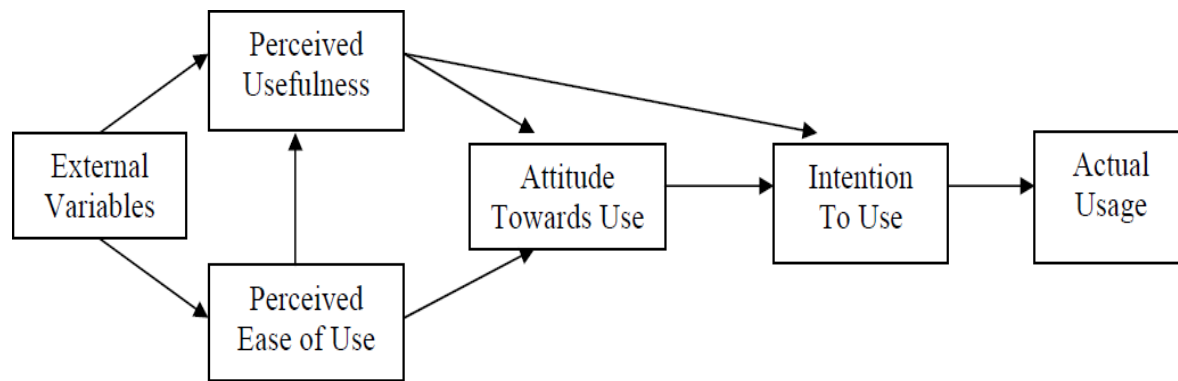 Perceived
Usefulness
External
Variables
Attitude
Towards Use
Intention
To Use
Actual
Usage
Perceived
Ease of Use